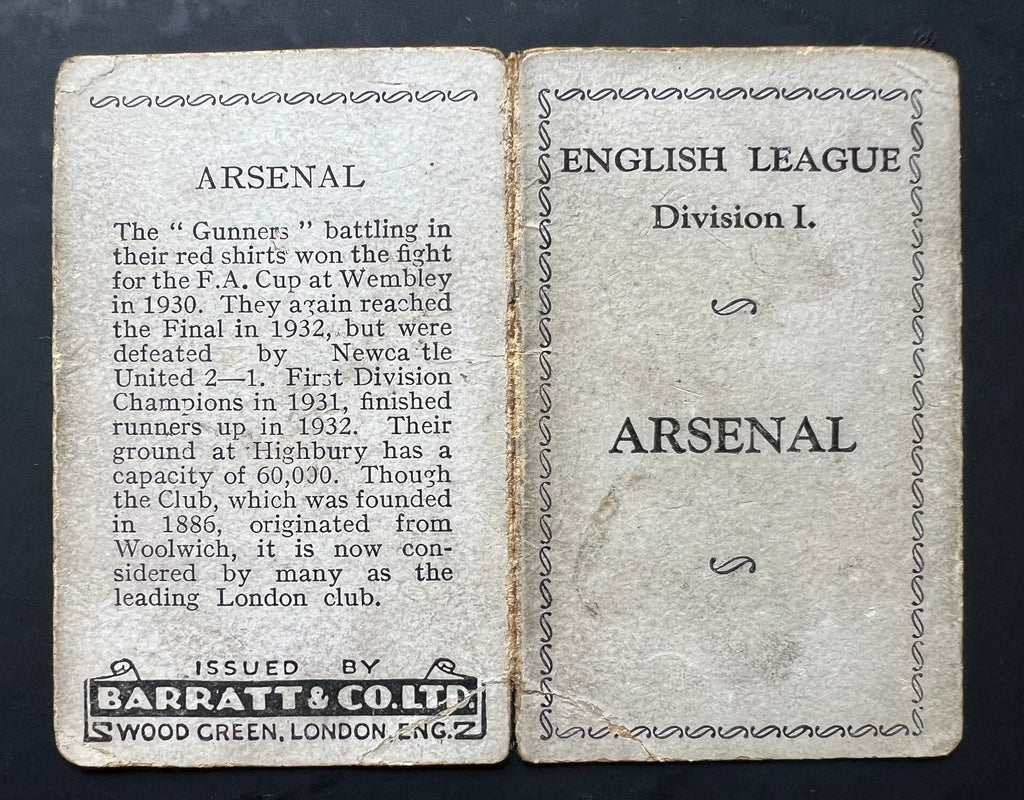 ARSENAL
The “ Gunners ” battling in
their red shirts won the fight
for the F.A. Cup at Wembley
in 1930. They again reached
the Final in 1932, but were
defeated by Newca tle
United 2—1. First Division
Champions in 1931, finished
runners up in 1932. Their
ground at Highbury has a
capacity of 60,000. Though
the Club, which was founded
in 1886, originated from
Woolwich, it is now con-
sidered by many as the
leading London club.
ISSUED BY
BARRATT & CO. LTD.
WOOD GREEN, LONDON, ENG.
ENGLISH LEAGUE
Division I.
ARSENAL